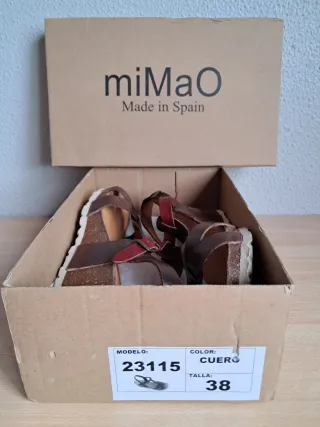 miMaO
Made in Spain
MODELO:
23115
COLOR:
CUERO
TALLA:
38